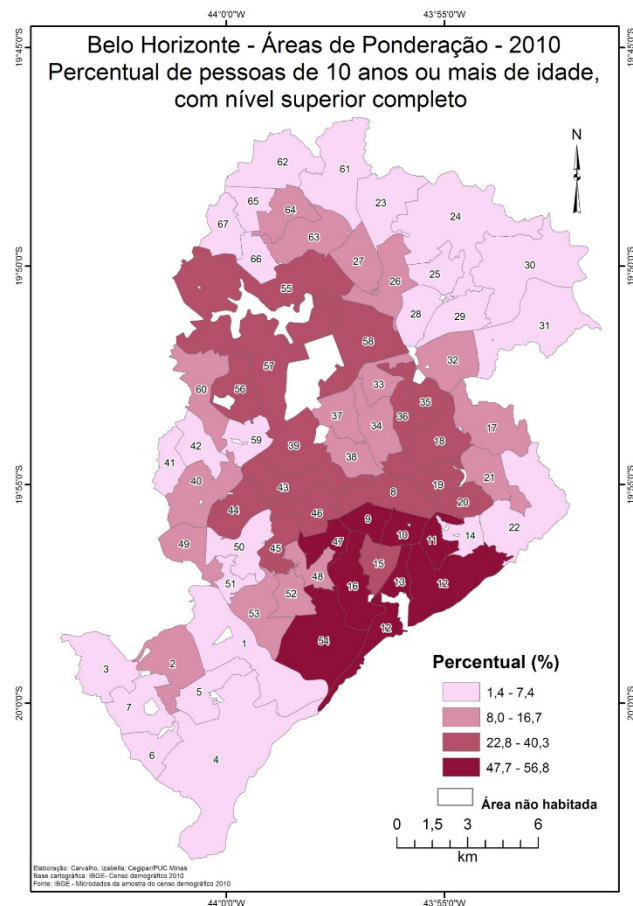 44°0'0"W
43°55'0"W
Belo Horizonte - Áreas de Ponderação - 2010
Percentual de pessoas de 10 anos ou mais de idade,
com nível superior completo
19°45'0"S
19°45'0"S
N
62
61
65
64
23
24
67
63
66
27
26
25
30
19°50'0"S
19°50'0"S
55
28
29
31
58
32
57
60
56
33
35
37
36
34
17
59
39
18
42
38
41
21
40
43
8
19
19°55'0"S
19°55'0"S
44
46
20
9
10
11
14
22
49
50
45
47
15
48
16
13
12
51
52
53
12
54
1
2
3
5
7
6
4
20°0'0"S
20°0'0"S
Percentual (%)
1,4 - 7,4
8,0 - 16,7
22,8 - 40,3
47,7 - 56,8
Área não habitada
0 1,5 3 6
km
Elaboração: Carvalho, Izabella; Cegiper/PUC Minas
Base cartográfica: IBGE- Censo demográfico 2010
Fonte: IBGE - Microdados da amostra do censo demográfico 2010
44°0'0"W
43°55'0"W